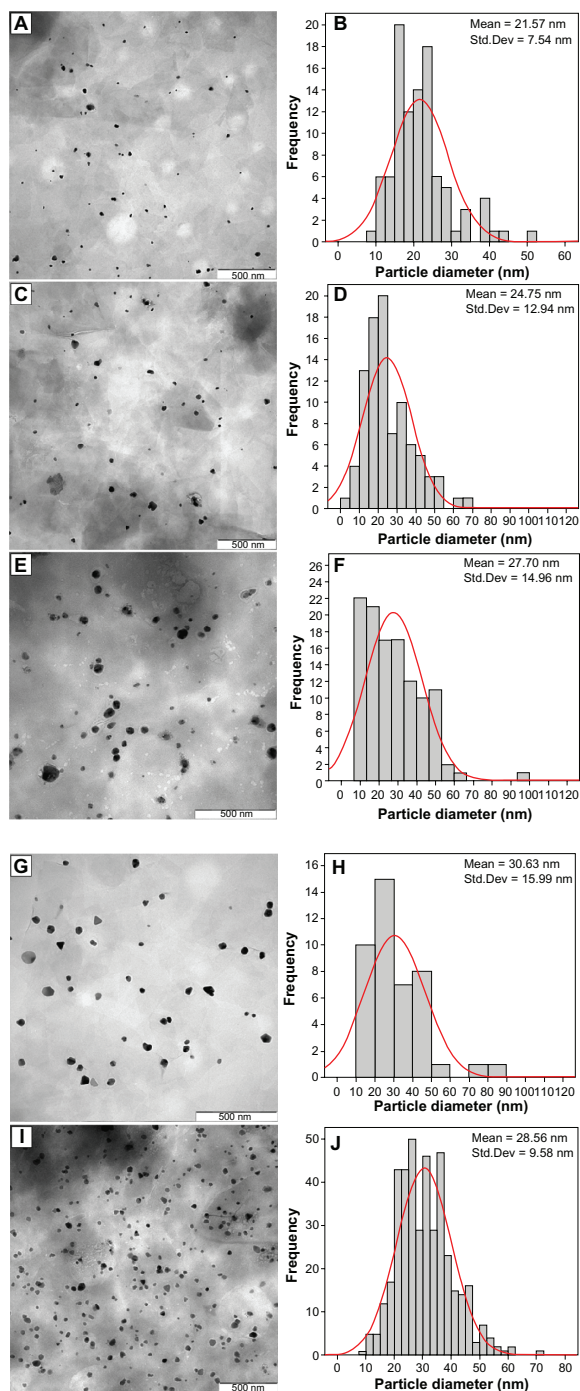 A
500 nm
B
Mean = 21.57 nm
Std.Dev = 7.54 nm
Frequency
20
18
16
14
12
10
8
6
4
2
0
0 10 20 30 40 50 60
Particle diameter (nm)
C
500 nm
D
Mean = 24.75 nm
Std.Dev = 12.94 nm
Frequency
20
18
16
14
12
10
8
6
4
2
0
0 10 20 30 40 50 60 70 80 90 100 110 120
Particle diameter (nm)
E
500 nm
F
Mean = 27.70 nm
Std.Dev = 14.96 nm
Frequency
26
24
22
20
18
16
14
12
10
8
6
4
2
0
0 10 20 30 40 50 60 70 80 90 100 110 120
Particle diameter (nm)
G
500 nm
H
Mean = 30.63 nm
Std.Dev = 15.99 nm
Frequency
16
14
12
10
8
6
4
2
0
0 10 20 30 40 50 60 70 80 90 100 110 120
Particle diameter (nm)
I
500 nm
J
Mean = 28.56 nm
Std.Dev = 9.58 nm
Frequency
50
40
30
20
10
0
0 10 20 30 40 50 60 70 80
Particle diameter (nm)